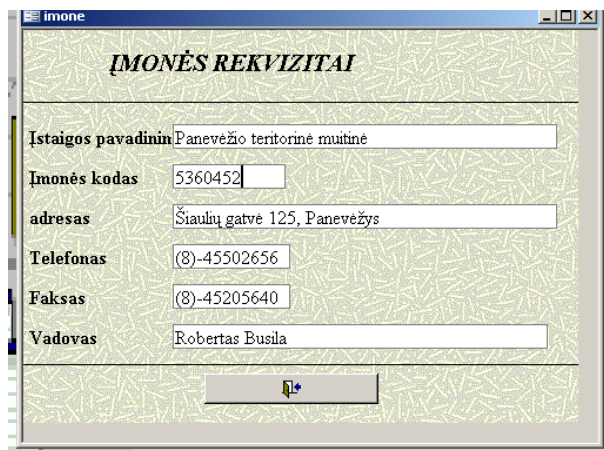 imone
ĮMONĖS REKVIZITAI
Įstaigos pavadinin Panevėžio teritorinė muitinė
Įmonės kodas 5360452
adresas Šiaulių gatvė 125, Panevėžys
Telefonas (8)-45502656
Faksas (8)-45205640
Vadovas Robertas Busila